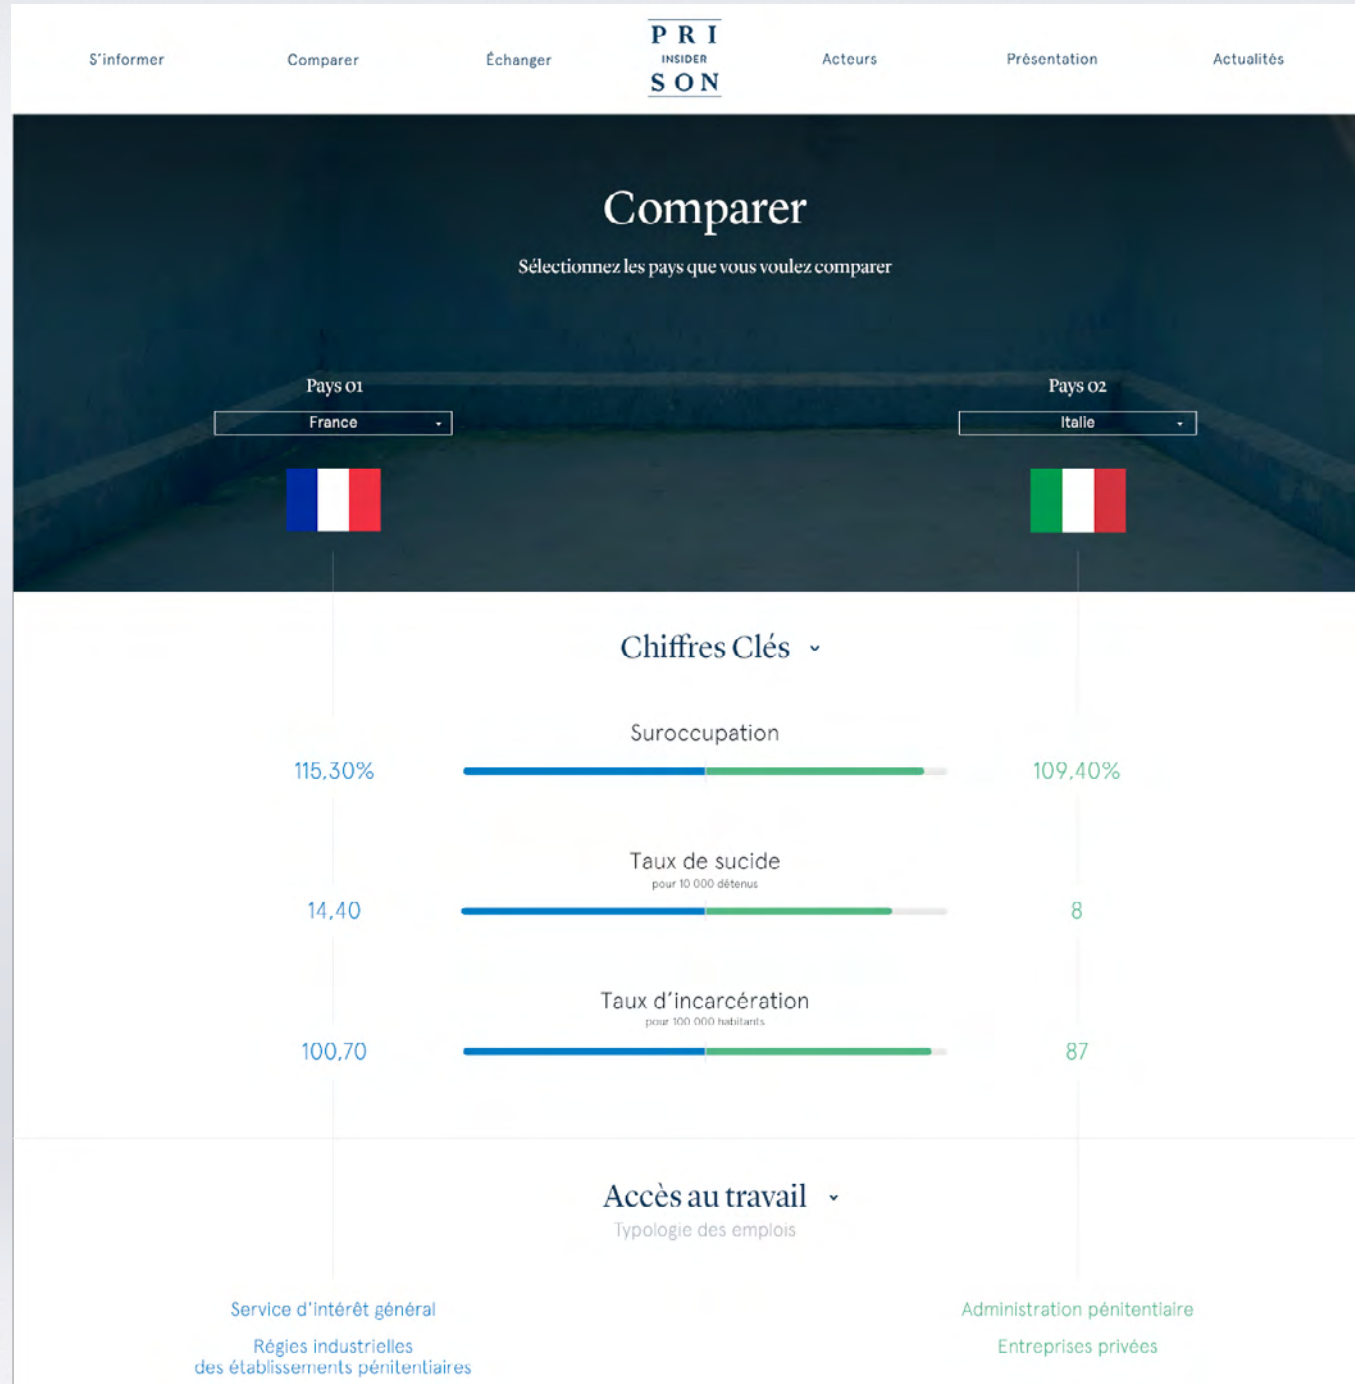 S'informer
Comparer
Échanger
PRI
INSIDER
SON
Acteurs
Présentation
Actualités
Comparer
Sélectionnez les pays que vous voulez comparer
Pays 01
Pays 02
France
Italie
Chiffres Clés
Suroccupation
115,30%
109,40%
Taux de sucide
pour 10 000 détenus
14,40
8
Taux d'incarcération
pour 100 000 habitants
100,70
87
Accès au travail
Typologie des emplois
Service d'intérêt général
Administration pénitentiaire
Régies industrielles
des établissements pénitentiaires
Entreprises privées